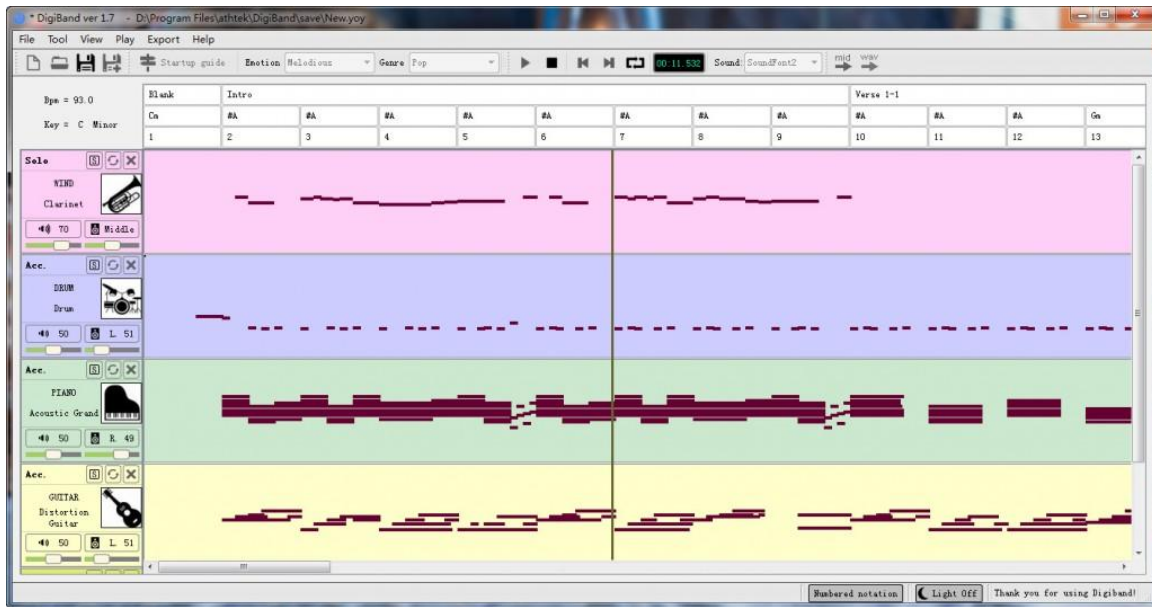 * DigiBand ver 1.7 - D:\Program Files\athtek\DigiBand\save\New.yoy
File Tool View Play Export Help
Startup guide Emotion Melodious Genre Pop 00:11.532 Sound: SoundFont2 mid wav
Bpm = 93.0
Key = C Minor
Blank Intro Verse 1-1
Cm #A #A #A #A #A #A #A #A #A #A #A Gm
1 2 3 4 5 6 7 8 9 10 11 12 13
Solo S
WIND
Clarinet
70 Middle
Acc. S
DRUM
Drum
50 L 51
Acc. S
PIANO
Acoustic Grand
50 R 49
Acc. S
GUITAR
Distortion
Guitar
50 L 51
Numbered notation Light Off Thank you for using Digiband!